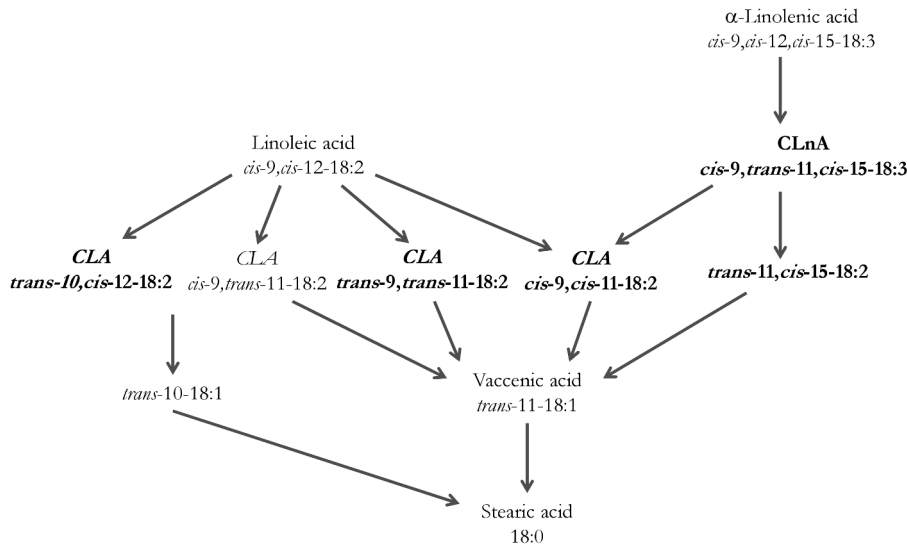 α-Linolenic acid
cis-9,cis-12,cis-15-18:3
Linoleic acid
cis-9,cis-12-18:2
CLnA
cis-9,trans-11,cis-15-18:3
CLA
trans-10,cis-12-18:2
CLA
cis-9,trans-11-18:2
CLA
trans-9,trans-11-18:2
CLA
cis-9,cis-11-18:2
trans-11,cis-15-18:2
trans-10-18:1
Vaccenic acid
trans-11-18:1
Stearic acid
18:0